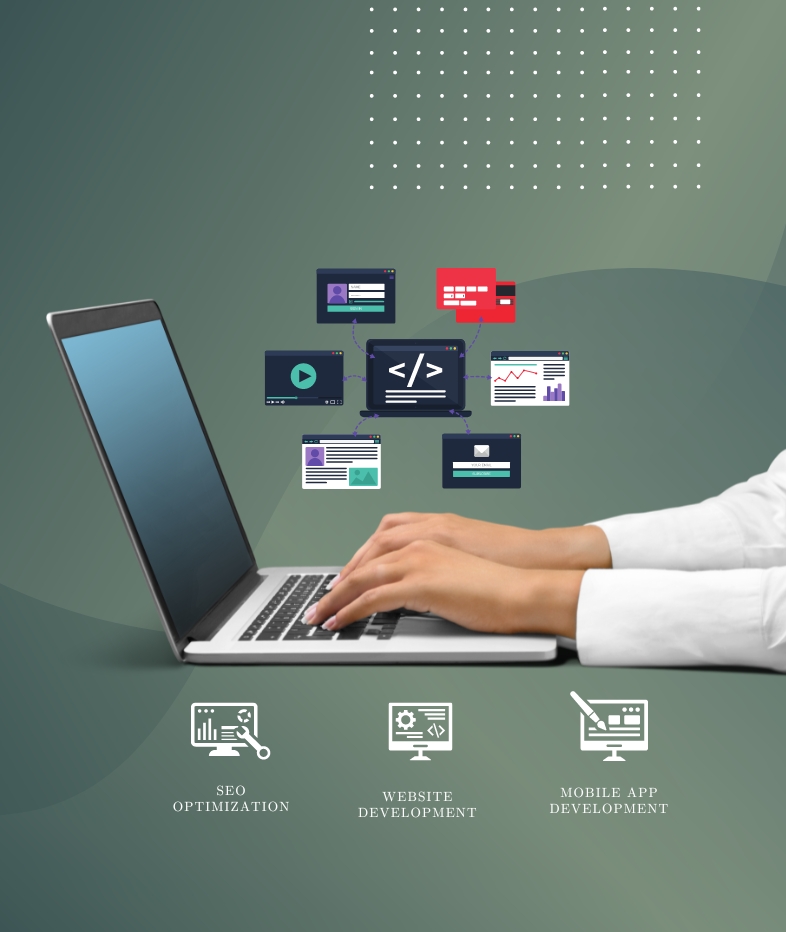 </>
SEO
OPTIMIZATION
WEBSITE
DEVELOPMENT
MOBILE APP
DEVELOPMENT